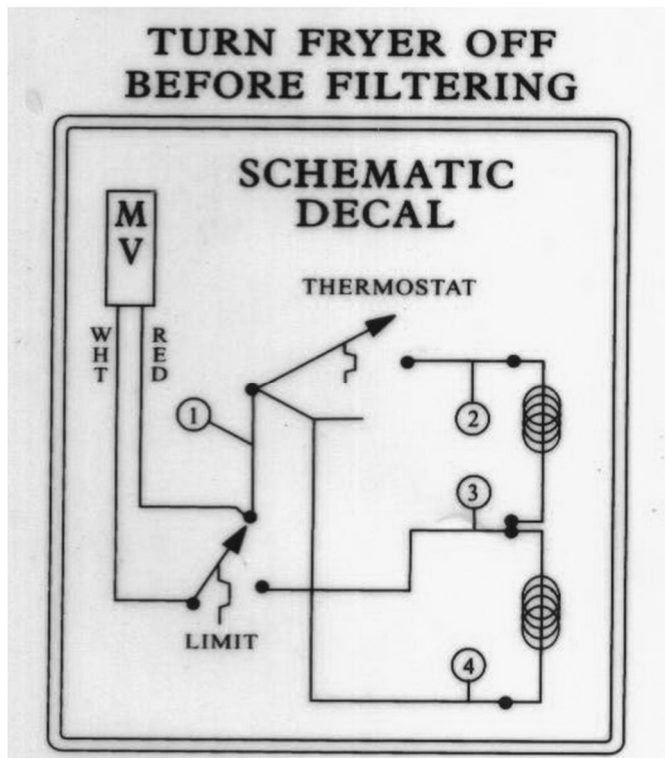 TURN FRYER OFF
BEFORE FILTERING
SCHEMATIC
DECAL
M
V
THERMOSTAT
WHT
RED
1
2
3
LIMIT
4